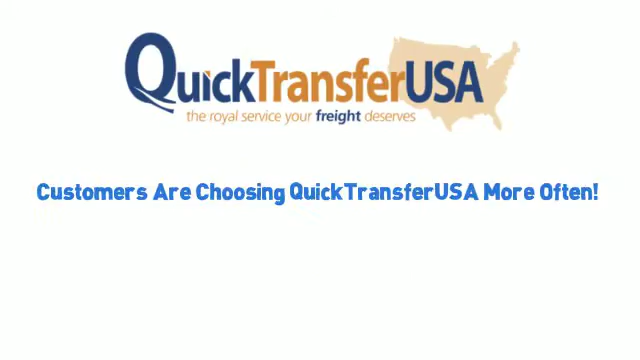 QuickTransferUSA
the royal service your freight deserves
Customers Are Choosing QuickTransferUSA More Often!